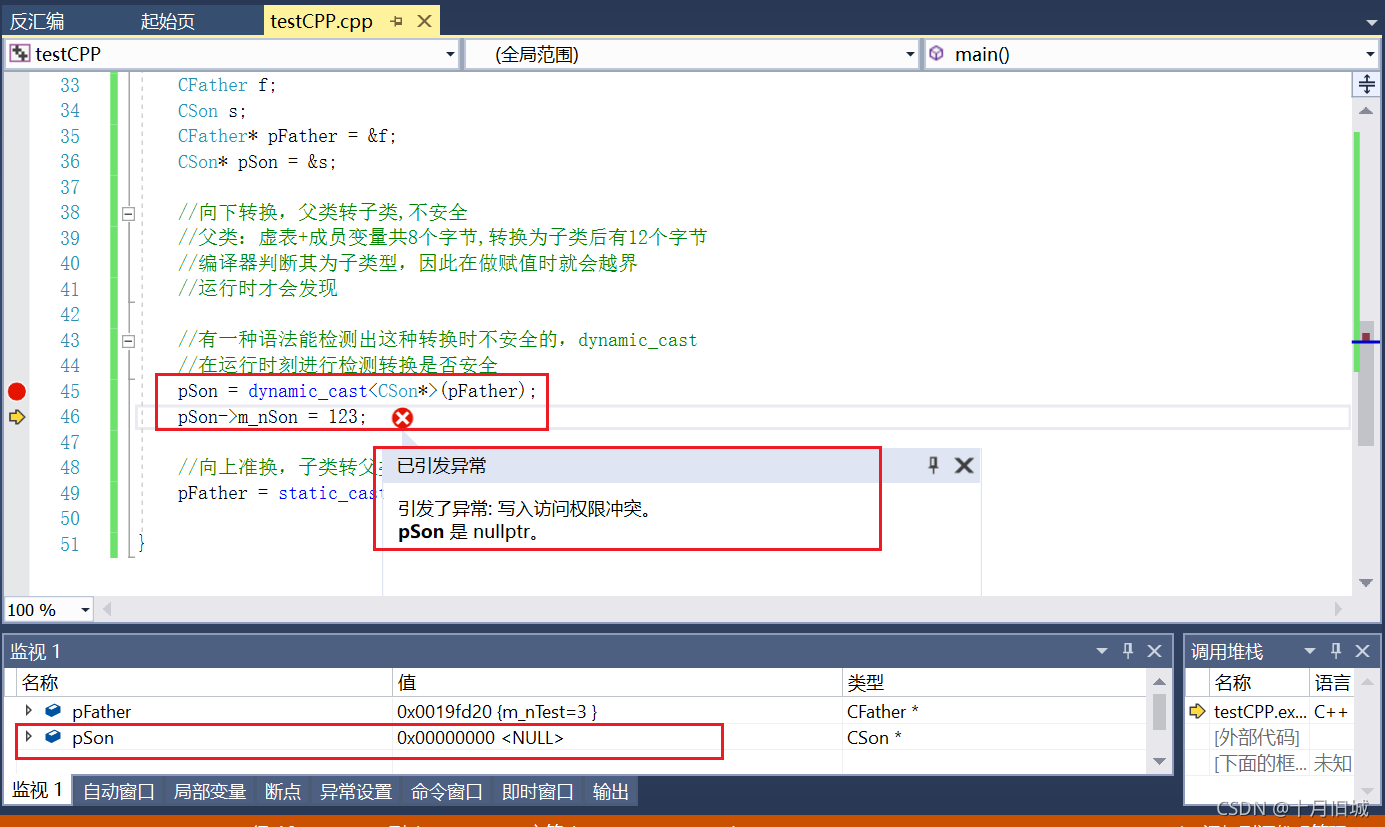 反汇编 起始页 testCPP.cpp
testCPP (全局范围) main()
33 CFather f;
34 CSon s;
35 CFather* pFather = &f;
36 CSon* pSon = &s;
37
38 //向下转换，父类转子类,不安全
39 //父类：虚表+成员变量共8个字节,转换为子类后有12个字节
40 //编译器判断其为子类型，因此在做赋值时就会越界
41 //运行时才会发现
42
43 //有一种语法能检测出这种转换时不安全的，dynamic_cast
44 //在运行时刻进行检测转换是否安全
45 pSon = dynamic_cast<CSon*>(pFather);
46 pSon->m_nSon = 123;
47
48 //向上准换，子类转父
已引发异常
49 pFather = static_cast
引发了异常: 写入访问权限冲突。
50
pSon 是 nullptr。
51 }
100 %
监视 1 调用堆栈
名称 值 类型 名称 语言
pFather 0x0019fd20 {m_nTest=3 } CFather * testCPP.ex... C++
pSon 0x00000000 <NULL> CSon * [外部代码]
[下面的框... 未知
监视 1 自动窗口 局部变量 断点 异常设置 命令窗口 即时窗口 输出
CSDN @十月旧城